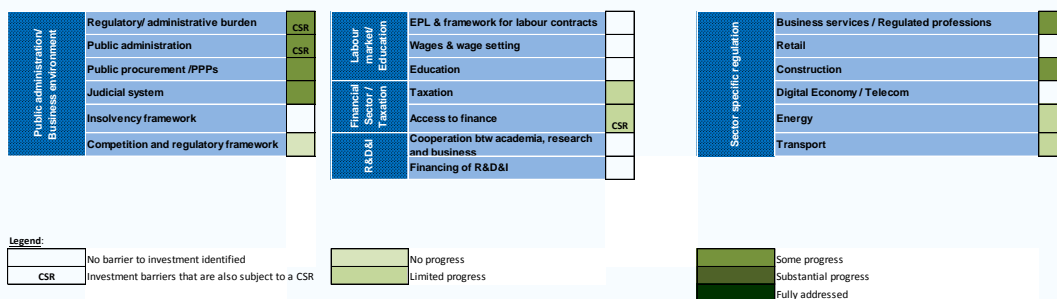 Public administration/
Business environment
Regulatory/ administrative burden
CSR
Public administration
CSR
Public procurement /PPPs
Judicial system
Insolvency framework
Competition and regulatory framework
Labour
market/
Education
EPL & framework for labour contracts
Wages & wage setting
Education
Financial
Sector /
Taxation
Taxation
Access to finance
CSR
R&D&I
Cooperation btw academia, research
and business
Financing of R&D&I
Sector specific regulation
Business services / Regulated professions
Retail
Construction
Digital Economy / Telecom
Energy
Transport
Legend:
No barrier to investment identified
CSR
Investment barriers that are also subject to a CSR
No progress
Limited progress
Some progress
Substantial progress
Fully addressed